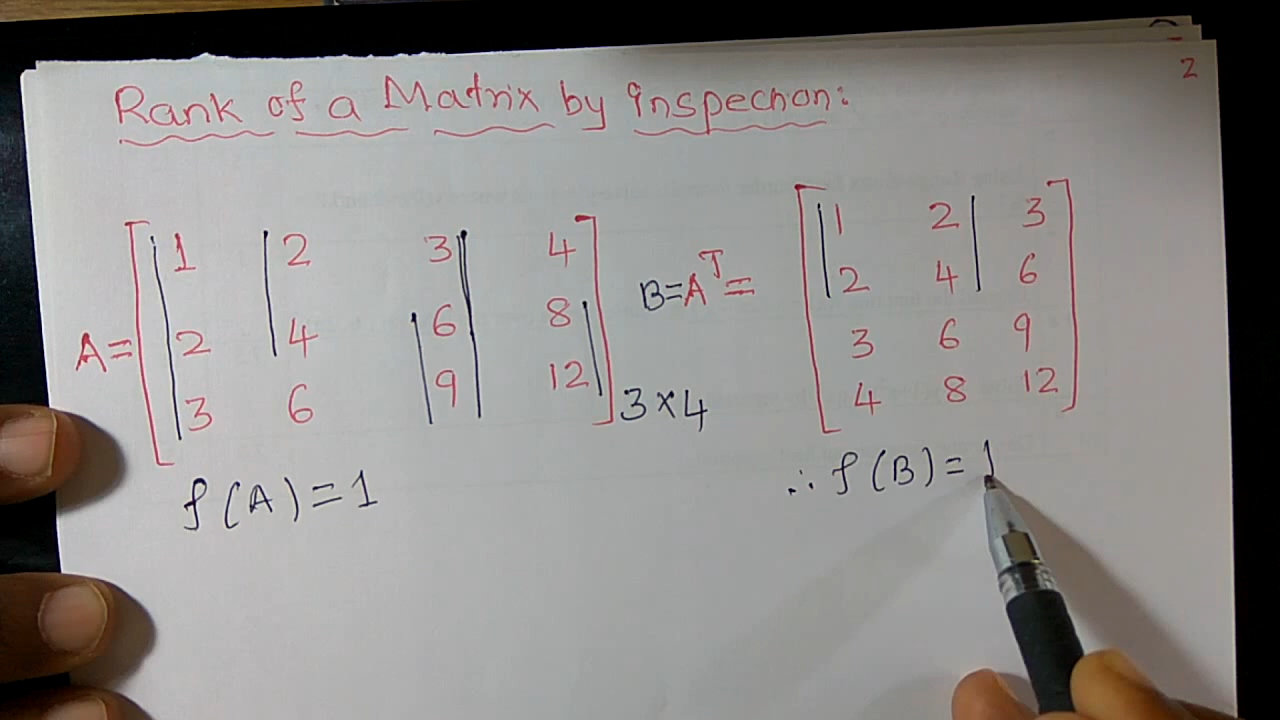 2
Rank of a Matrix by inspection:
A = [ 1 2 3 4
2 4 6 8
3 6 9 12 ] 3×4
B = Aᵀ = [ 1 2 3
2 4 6
3 6 9
4 8 12 ]
ρ(A) = 1
∴ ρ(B) = 1